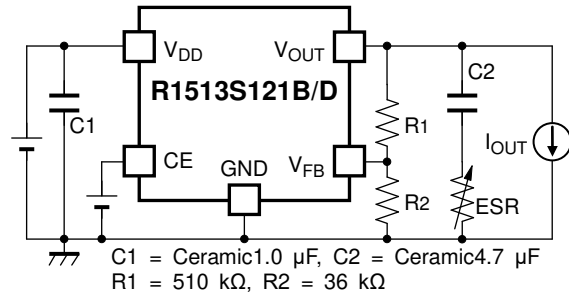 VDD
VOUT
C2
R1513S121B/D
C1
R1
IOUT
CE
GND
VFB
R2
ESR
C1 = Ceramic1.0 µF, C2 = Ceramic4.7 µF
R1 = 510 kΩ, R2 = 36 kΩ